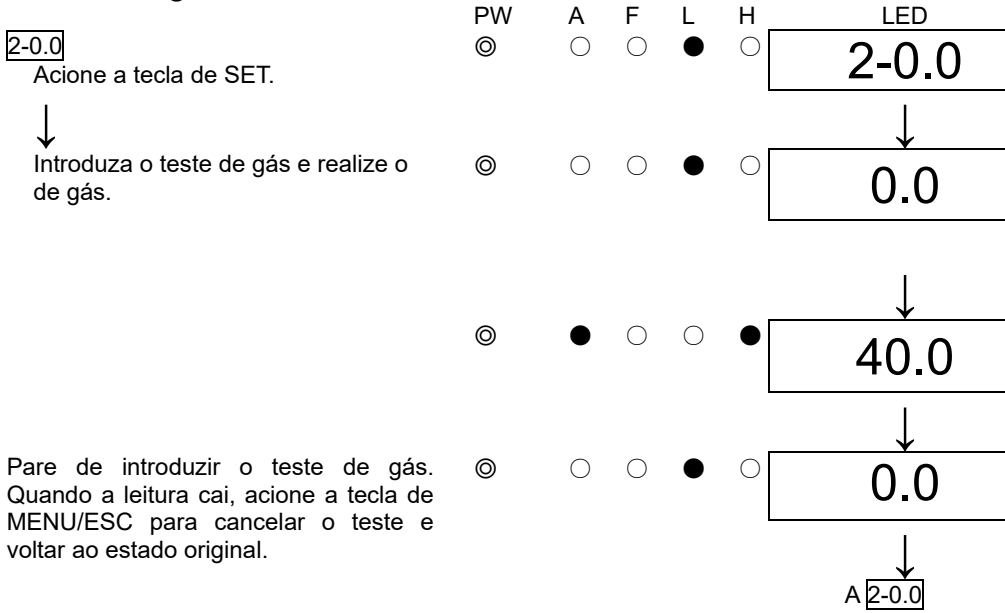 PW A F L H LED
2-0.0
◎ ○ ○ ● ○ 2-0.0
Acione a tecla de SET.
↓ ↓
Introduza o teste de gás e realize o
◎ ○ ○ ● ○ 0.0
de gás.
↓
◎ ● ○ ○ ● 40.0
↓
Pare de introduzir o teste de gás.
◎ ○ ○ ● ○ 0.0
Quando a leitura cai, acione a tecla de
MENU/ESC para cancelar o teste e
voltar ao estado original.
↓
A 2-0.0